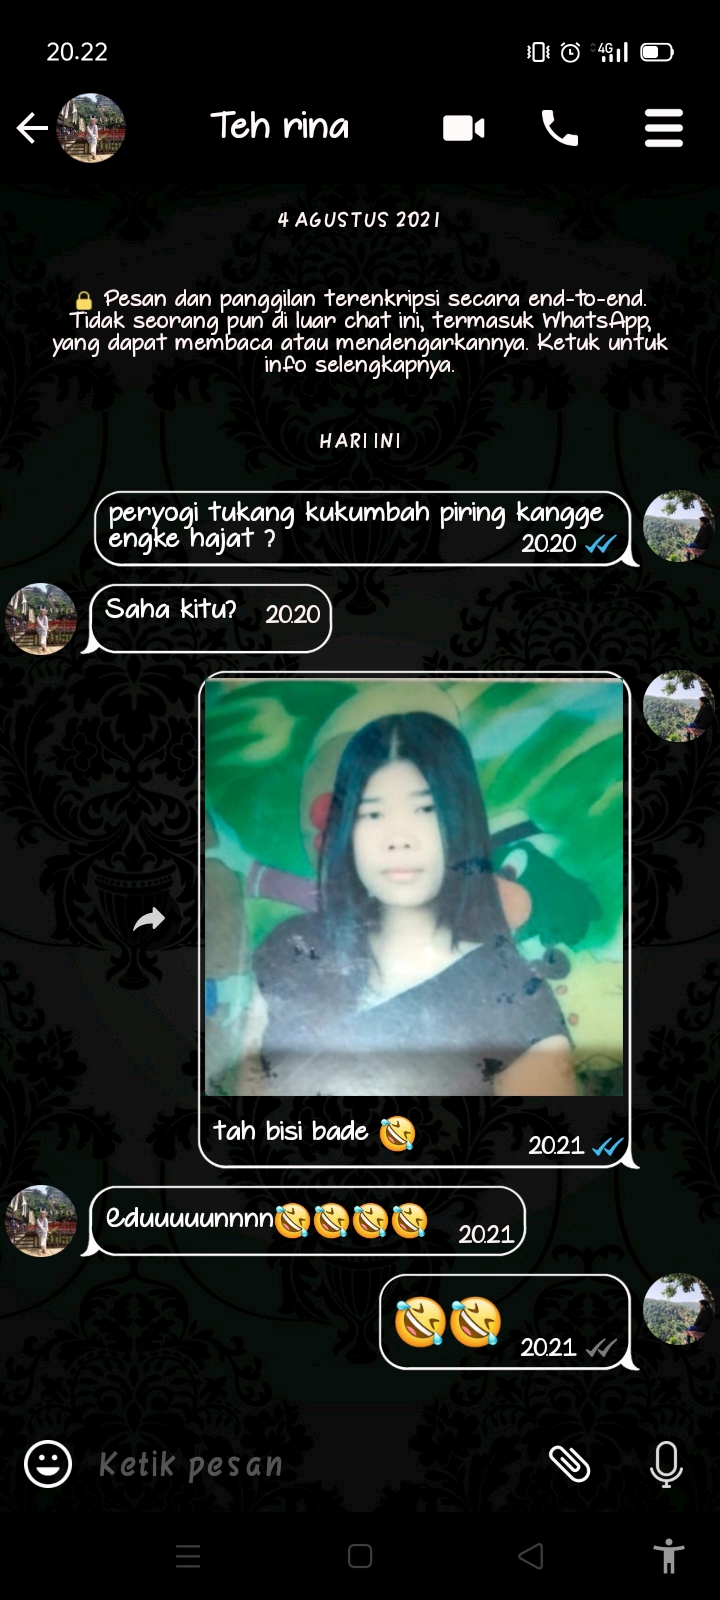 20.22
4G
Teh rina
4 AGUSTUS 2021
🔒 Pesan dan panggilan terenkripsi secara end-to-end.
Tidak seorang pun di luar chat ini, termasuk WhatsApp,
yang dapat membaca atau mendengarkannya. Ketuk untuk
info selengkapnya.
HARI INI
peryogi tukang kukumbah piring kangge
engke hajat ? 20.20
Saha kitu? 20.20
tah bisi bade 🤣 20.21
Eduuuuunnnn🤣🤣🤣🤣 20.21
🤣🤣 20.21
Ketik pesan